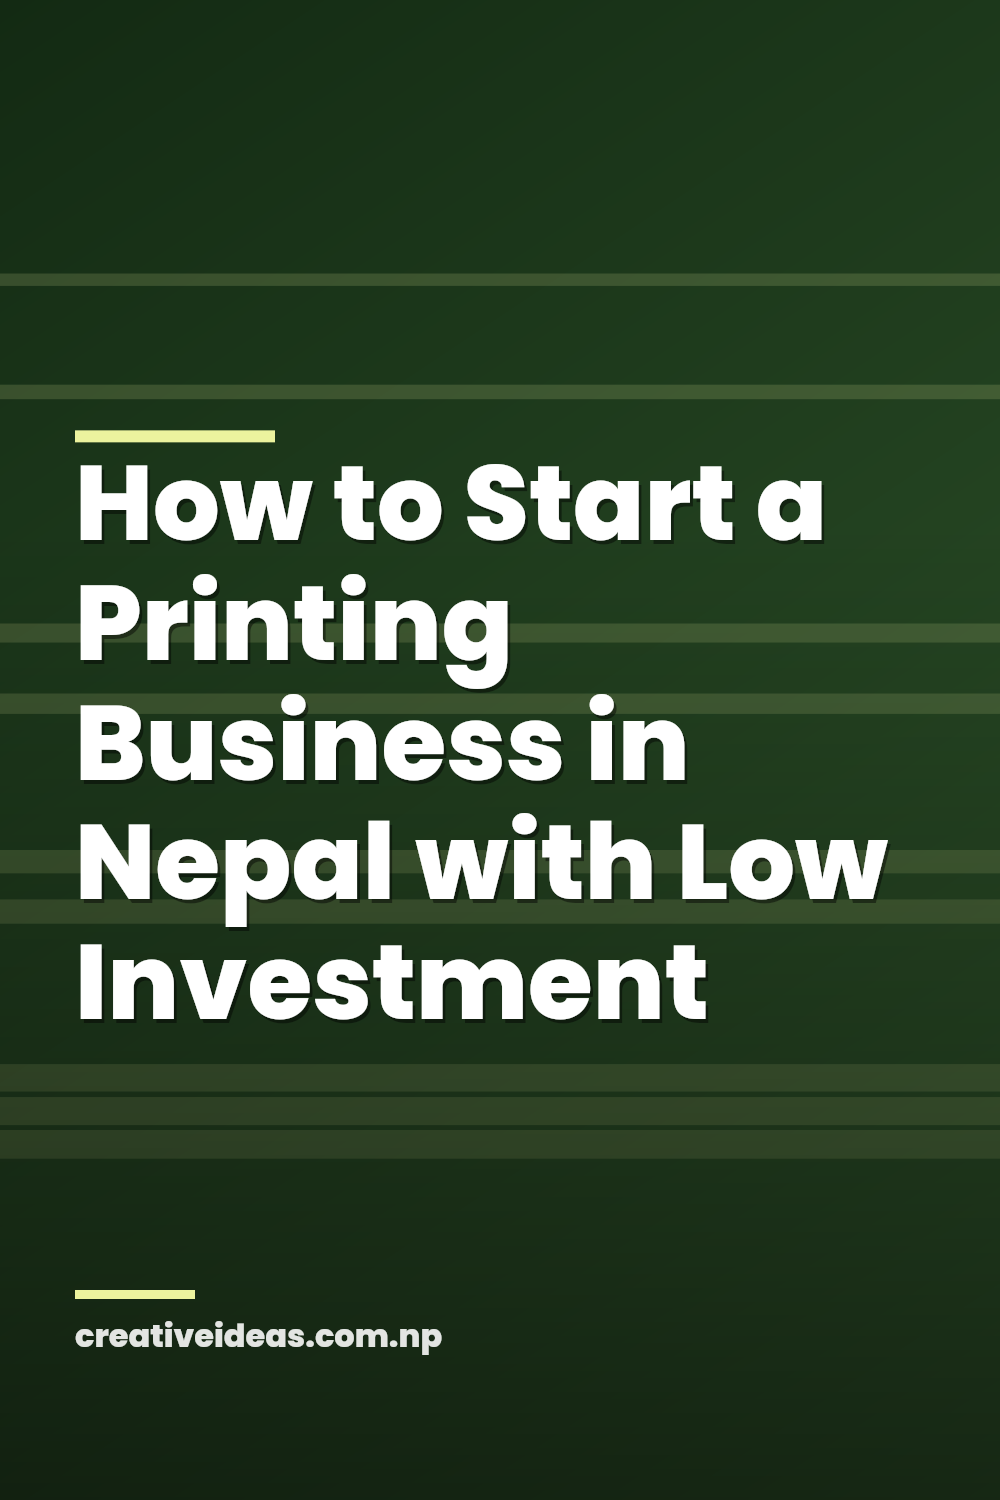 How to Start a
Printing
Business in
Nepal with Low
Investment
creativeideas.com.np